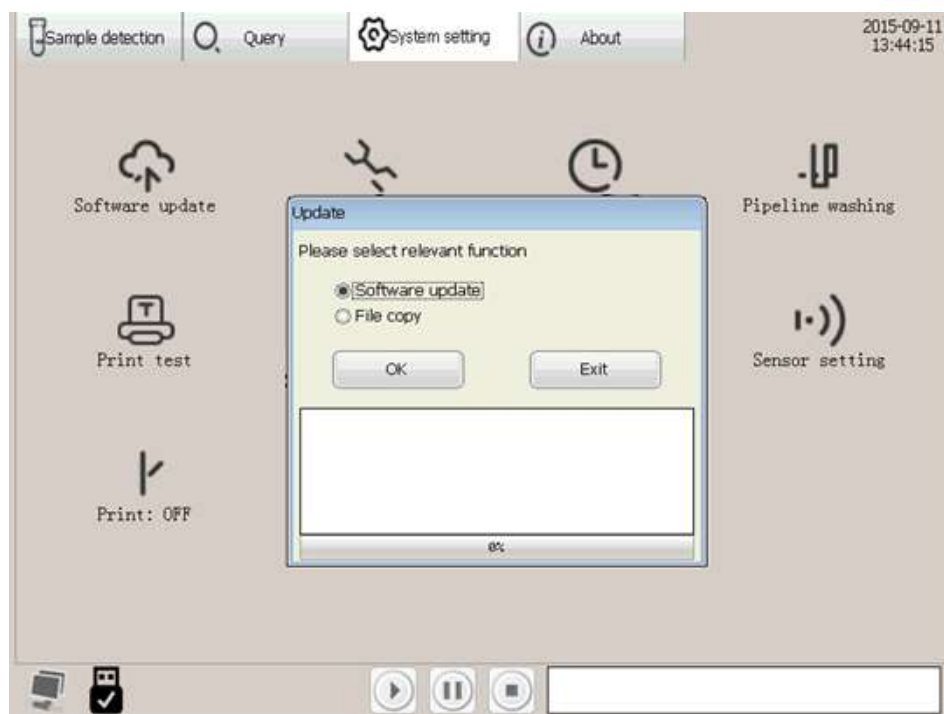 Sample detection
Query
System setting
i
About
2015-09-11
13:44:15
Software update
Pipeline washing
Update
Please select relevant function
Software update
File copy
OK
Exit
T
Print test
Sensor setting
Print: OFF
0%